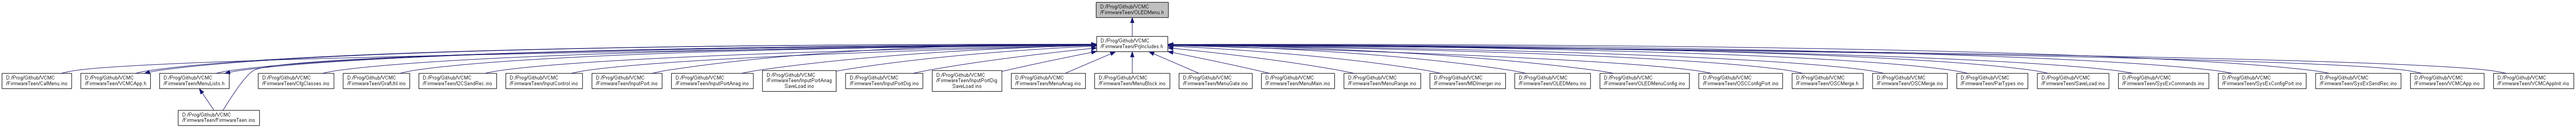 D:/Prog/Github/VCMC
/FirmwareTeen/OLEDMenu.h
D:/Prog/Github/VCMC
/FirmwareTeen/PrjIncludes.h
D:/Prog/Github/VCMC
/FirmwareTeen/CalMenu.ino
D:/Prog/Github/VCMC
/FirmwareTeen/VCMCApp.h
D:/Prog/Github/VCMC
/FirmwareTeen/MenuLists.h
D:/Prog/Github/VCMC
/FirmwareTeen/CfgClasses.ino
D:/Prog/Github/VCMC
/FirmwareTeen/GrafUtil.ino
D:/Prog/Github/VCMC
/FirmwareTeen/I2CSendRec.ino
D:/Prog/Github/VCMC
/FirmwareTeen/InputControl.ino
D:/Prog/Github/VCMC
/FirmwareTeen/InputPort.ino
D:/Prog/Github/VCMC
/FirmwareTeen/InputPortAnag.ino
D:/Prog/Github/VCMC
/FirmwareTeen/InputPortAnag
SaveLoad.ino
D:/Prog/Github/VCMC
/FirmwareTeen/InputPortDig.ino
D:/Prog/Github/VCMC
/FirmwareTeen/InputPortDig
SaveLoad.ino
D:/Prog/Github/VCMC
/FirmwareTeen/MenuAnag.ino
D:/Prog/Github/VCMC
/FirmwareTeen/MenuBlock.ino
D:/Prog/Github/VCMC
/FirmwareTeen/MenuGate.ino
D:/Prog/Github/VCMC
/FirmwareTeen/MenuMain.ino
D:/Prog/Github/VCMC
/FirmwareTeen/MenuRange.ino
D:/Prog/Github/VCMC
/FirmwareTeen/MIDImerger.ino
D:/Prog/Github/VCMC
/FirmwareTeen/OLEDMenu.ino
D:/Prog/Github/VCMC
/FirmwareTeen/OLEDMenuConfig.ino
D:/Prog/Github/VCMC
/FirmwareTeen/OSCConfigPort.ino
D:/Prog/Github/VCMC
/FirmwareTeen/OSCMerge.h
D:/Prog/Github/VCMC
/FirmwareTeen/OSCMerge.ino
D:/Prog/Github/VCMC
/FirmwareTeen/ParTypes.ino
D:/Prog/Github/VCMC
/FirmwareTeen/SaveLoad.ino
D:/Prog/Github/VCMC
/FirmwareTeen/SysExCommands.ino
D:/Prog/Github/VCMC
/FirmwareTeen/SysExConfigPort.ino
D:/Prog/Github/VCMC
/FirmwareTeen/SysExSendRec.ino
D:/Prog/Github/VCMC
/FirmwareTeen/VCMCApp.ino
D:/Prog/Github/VCMC
/FirmwareTeen/VCMCAppInit.ino
D:/Prog/Github/VCMC
/FirmwareTeen/FirmwareTeen.ino